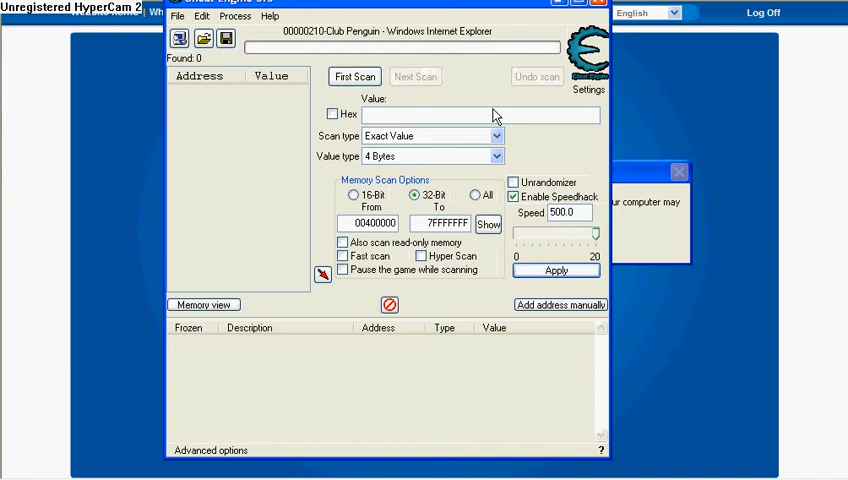 Unregistered HyperCam 2
English
Log Off
File Edit Process Help
00000210-Club Penguin - Windows Internet Explorer
Found: 0
Address Value
First Scan
Next Scan
Undo scan
Cheat Engine
Settings
Value:
Hex
Scan type
Exact Value
Value type
4 Bytes
Memory Scan Options
16-Bit
32-Bit
All
From
To
00400000
7FFFFFFF
Show
Also scan read-only memory
Fast scan
Hyper Scan
Pause the game while scanning
Unrandomizer
Enable Speedhack
Speed
500.0
0
20
Apply
ur computer may
Memory view
Add address manually
Frozen Description Address Type Value
Advanced options
?